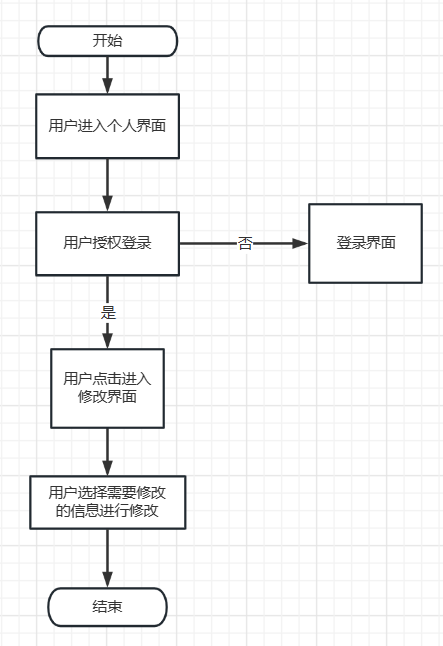 开始
用户进入个人界面
用户授权登录
否
登录界面
是
用户点击进入
修改界面
用户选择需要修改
的信息进行修改
结束